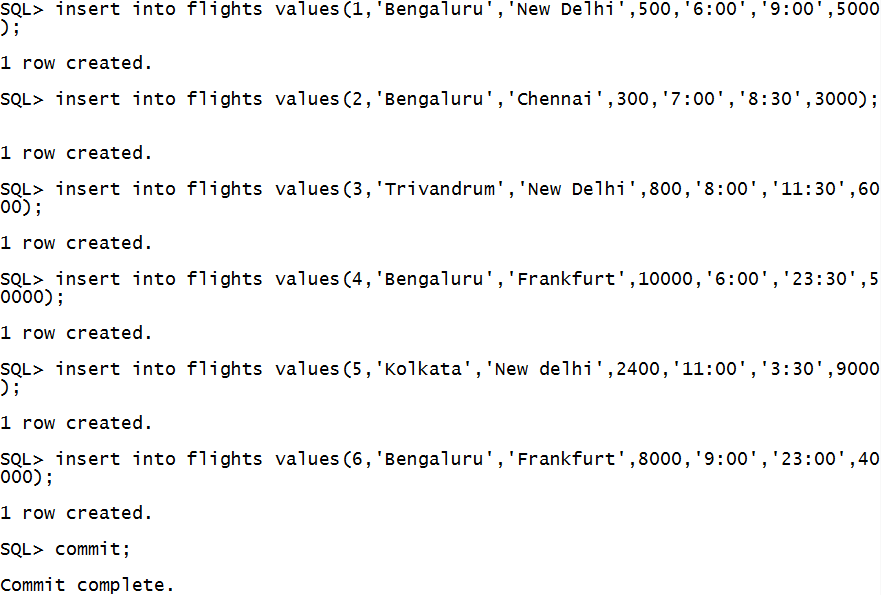 SQL> insert into flights values(1,'Bengaluru','New Delhi',500,'6:00','9:00',5000
);
1 row created.
SQL> insert into flights values(2,'Bengaluru','Chennai',300,'7:00','8:30',3000);
1 row created.
SQL> insert into flights values(3,'Trivandrum','New Delhi',800,'8:00','11:30',60
00);
1 row created.
SQL> insert into flights values(4,'Bengaluru','Frankfurt',10000,'6:00','23:30',5
0000);
1 row created.
SQL> insert into flights values(5,'Kolkata','New delhi',2400,'11:00','3:30',9000
);
1 row created.
SQL> insert into flights values(6,'Bengaluru','Frankfurt',8000,'9:00','23:00',40
000);
1 row created.
SQL> commit;
Commit complete.